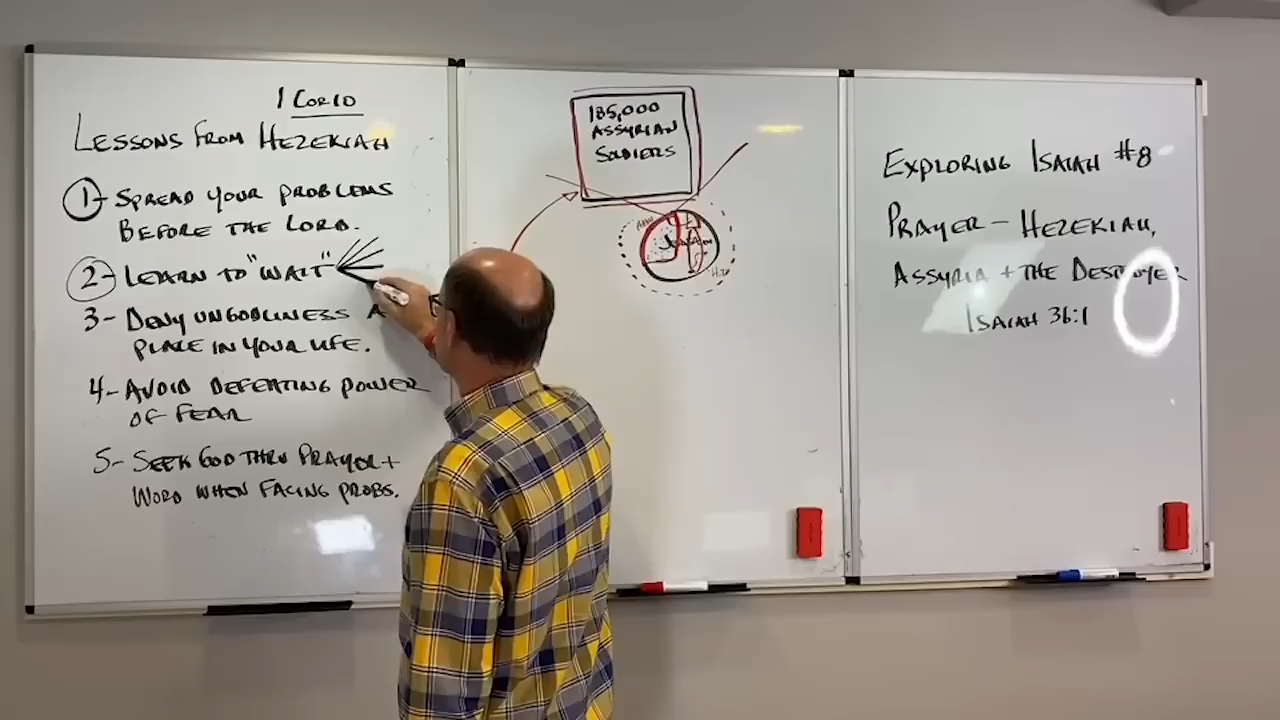 1 COR 10
LESSONS FROM HEZEKIAH
1- SPREAD YOUR PROBLEMS
BEFORE THE LORD.
2- LEARN TO "WAIT"
3- DENY UNGODLINESS A
PLACE IN YOUR LIFE.
4- AVOID DEFEATING POWER
OF FEAR
5- SEEK GOD THRU PRAYER +
WORD WHEN FACING PROBS.
185,000
ASSYRIAN
SOLDIERS
EXPLORING ISAIAH #8
PRAYER - HEZEKIAH,
ASSYRIA + THE DESTROYER
ISAIAH 36:1